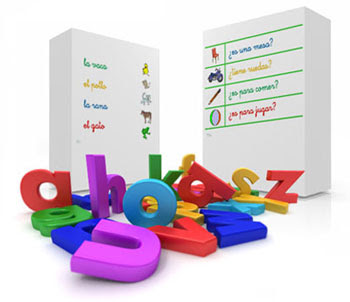 la vaca
el pollo
la rana
el gato
¿es una mesa?
¿tiene ruedas?
¿es para comer?
¿es para jugar?
a h o k a s z